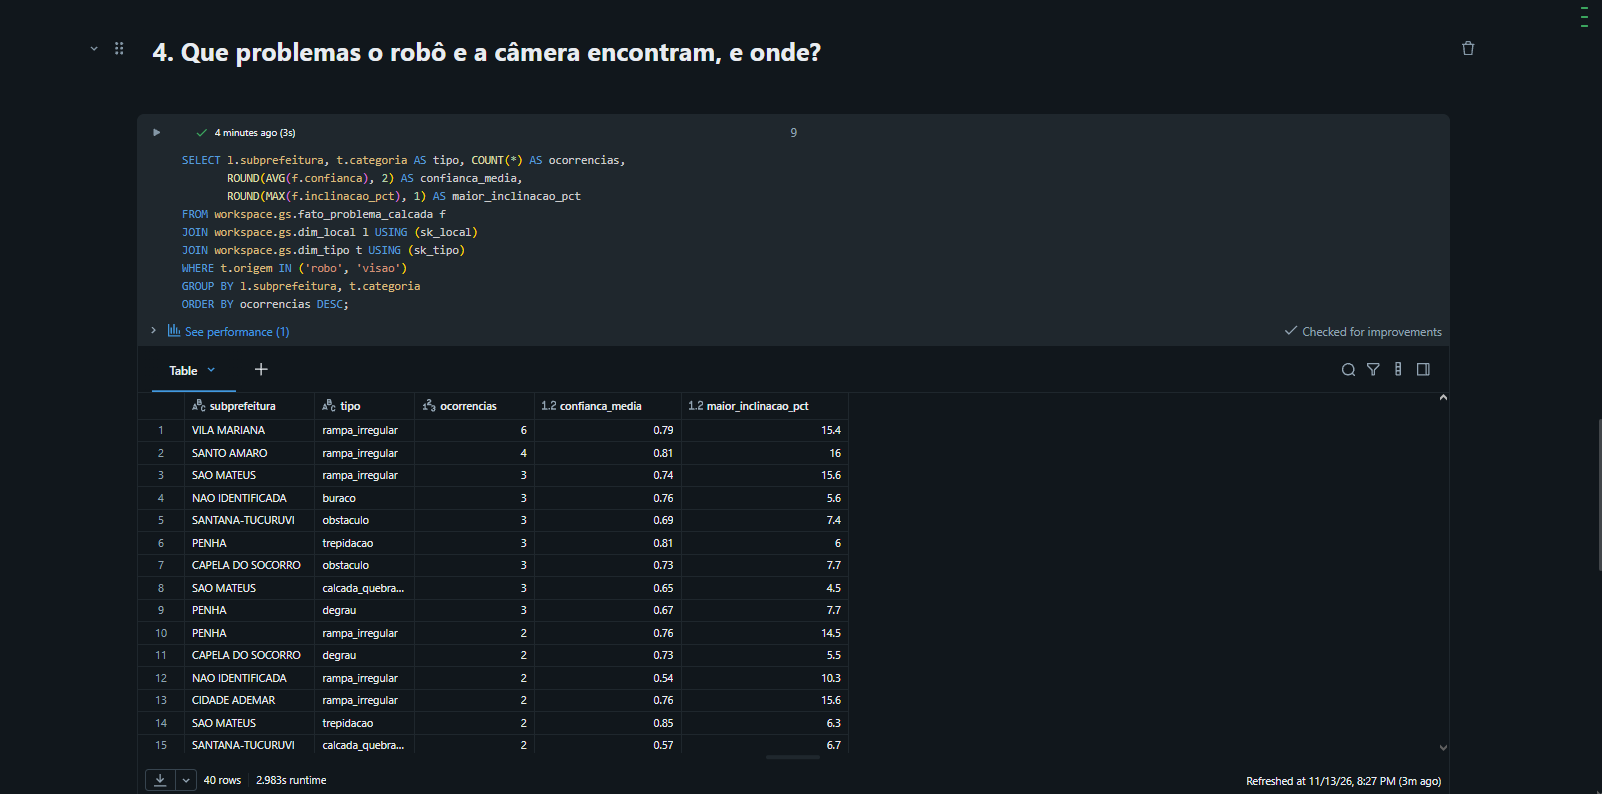 4. Que problemas o robô e a câmera encontram, e onde?
4 minutes ago (3s)
9
SELECT l.subprefeitura, t.categoria AS tipo, COUNT(*) AS ocorrencias,
ROUND(AVG(f.confianca), 2) AS confianca_media,
ROUND(MAX(f.inclinacao_pct), 1) AS maior_inclinacao_pct
FROM workspace.gs.fato_problema_calcada f
JOIN workspace.gs.dim_local l USING (sk_local)
JOIN workspace.gs.dim_tipo t USING (sk_tipo)
WHERE t.origem IN ('robo', 'visao')
GROUP BY l.subprefeitura, t.categoria
ORDER BY ocorrencias DESC;
See performance (1)
Checked for improvements
Table
subprefeitura tipo ocorrencias 1.2 confianca_media 1.2 maior_inclinacao_pct
1 VILA MARIANA rampa_irregular 6 0.79 15.4
2 SANTO AMARO rampa_irregular 4 0.81 16
3 SAO MATEUS rampa_irregular 3 0.74 15.6
4 NAO IDENTIFICADA buraco 3 0.76 5.6
5 SANTANA-TUCURUVI obstaculo 3 0.69 7.4
6 PENHA trepidacao 3 0.81 6
7 CAPELA DO SOCORRO obstaculo 3 0.73 7.7
8 SAO MATEUS calcada_quebra... 3 0.65 4.5
9 PENHA degrau 3 0.67 7.7
10 PENHA rampa_irregular 2 0.76 14.5
11 CAPELA DO SOCORRO degrau 2 0.73 5.5
12 NAO IDENTIFICADA rampa_irregular 2 0.54 10.3
13 CIDADE ADEMAR rampa_irregular 2 0.76 15.6
14 SAO MATEUS trepidacao 2 0.85 6.3
15 SANTANA-TUCURUVI calcada_quebra... 2 0.57 6.7
40 rows 2.983s runtime
Refreshed at 11/13/26, 8:27 PM (3m ago)